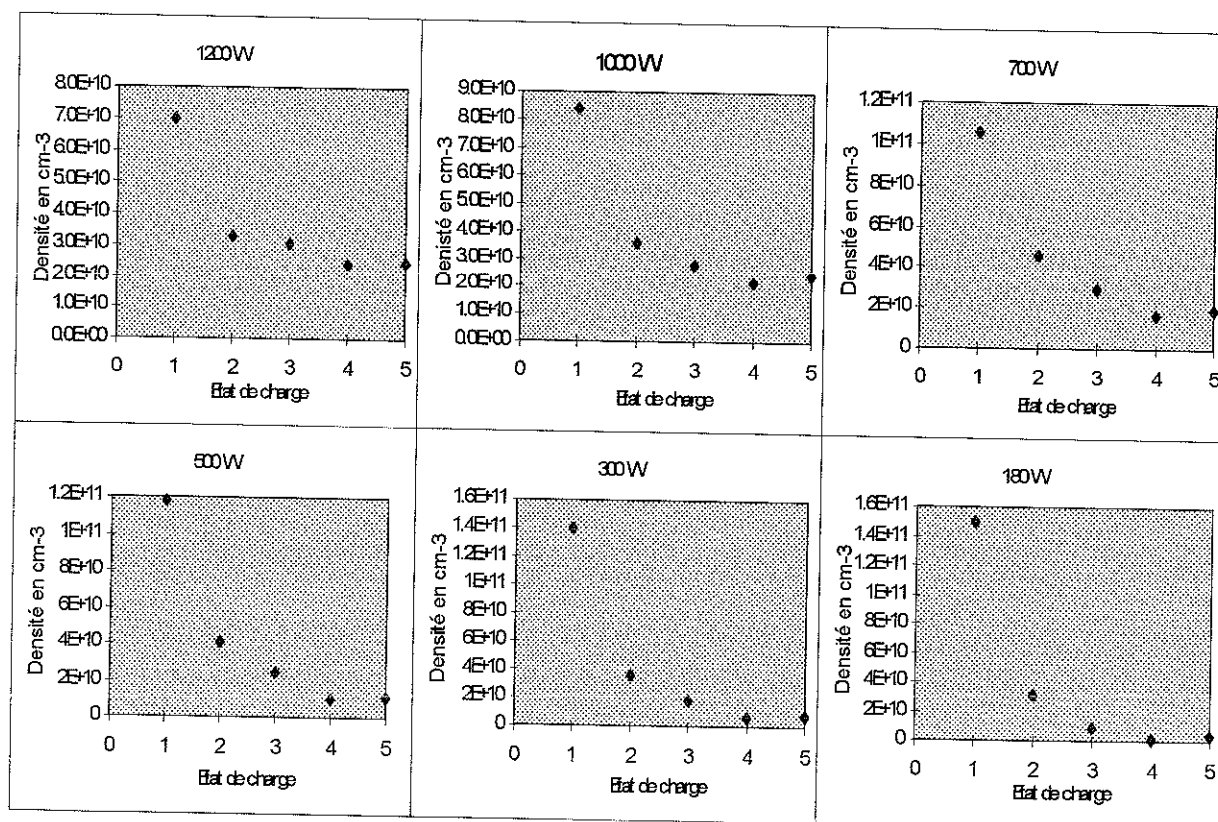 1200 W
8.0E+10
7.0E+10
6.0E+10
5.0E+10
4.0E+10
3.0E+10
2.0E+10
1.0E+10
0.0E+00
Densité en cm-3
0 1 2 3 4 5
Etat de charge
1000 W
9.0E+10
8.0E+10
7.0E+10
6.0E+10
5.0E+10
4.0E+10
3.0E+10
2.0E+10
1.0E+10
0.0E+00
Denisté en cm-3
0 1 2 3 4 5
Etat de charge
700 W
1.2E+11
1E+11
8E+10
6E+10
4E+10
2E+10
0
Densité en cm-3
0 1 2 3 4 5
Etat de charge
500 W
1.2E+11
1E+11
8E+10
6E+10
4E+10
2E+10
0
Densité en cm-3
0 1 2 3 4 5
Etat de charge
300 W
1.6E+11
1.4E+11
1.2E+11
1E+11
8E+10
6E+10
4E+10
2E+10
0
Densité en cm-3
0 1 2 3 4 5
Etat de charge
180 W
1.6E+11
1.4E+11
1.2E+11
1E+11
8E+10
6E+10
4E+10
2E+10
0
Densité en cm-3
0 1 2 3 4 5
Etat de charge